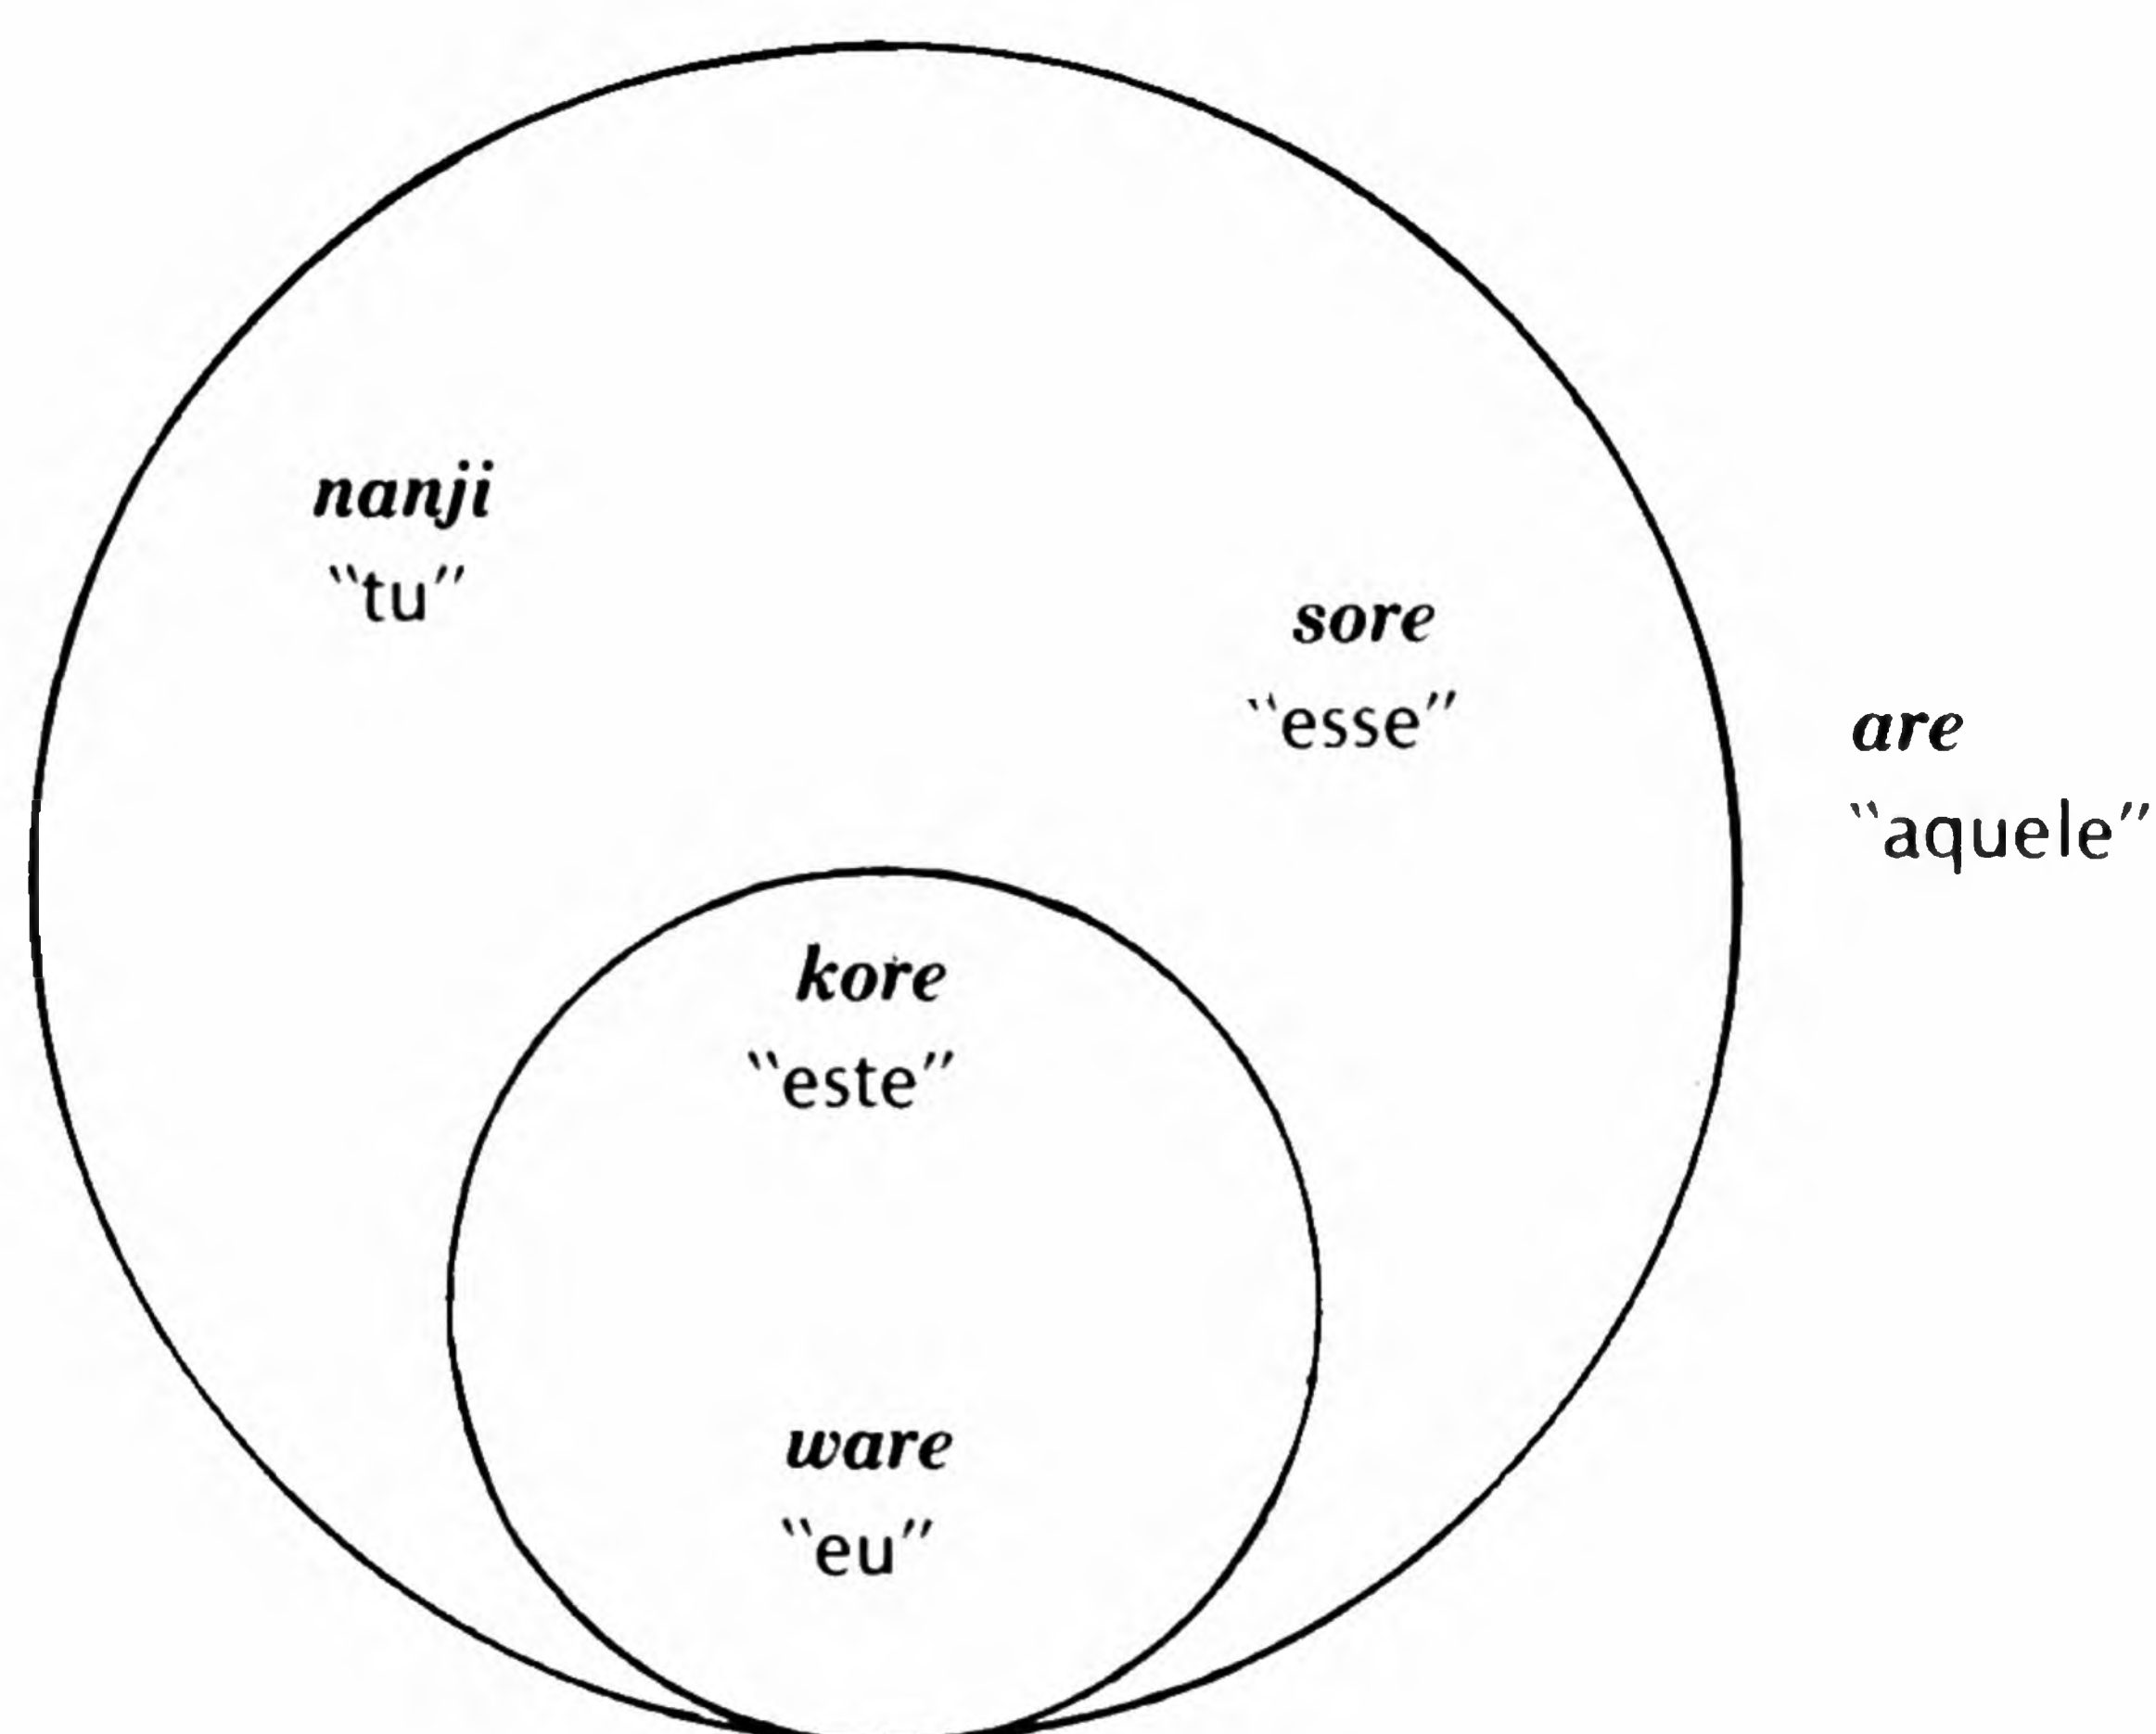 nanji
"tu"
sore
"esse"
are
"aquele"
kore
"este"
ware
"eu"